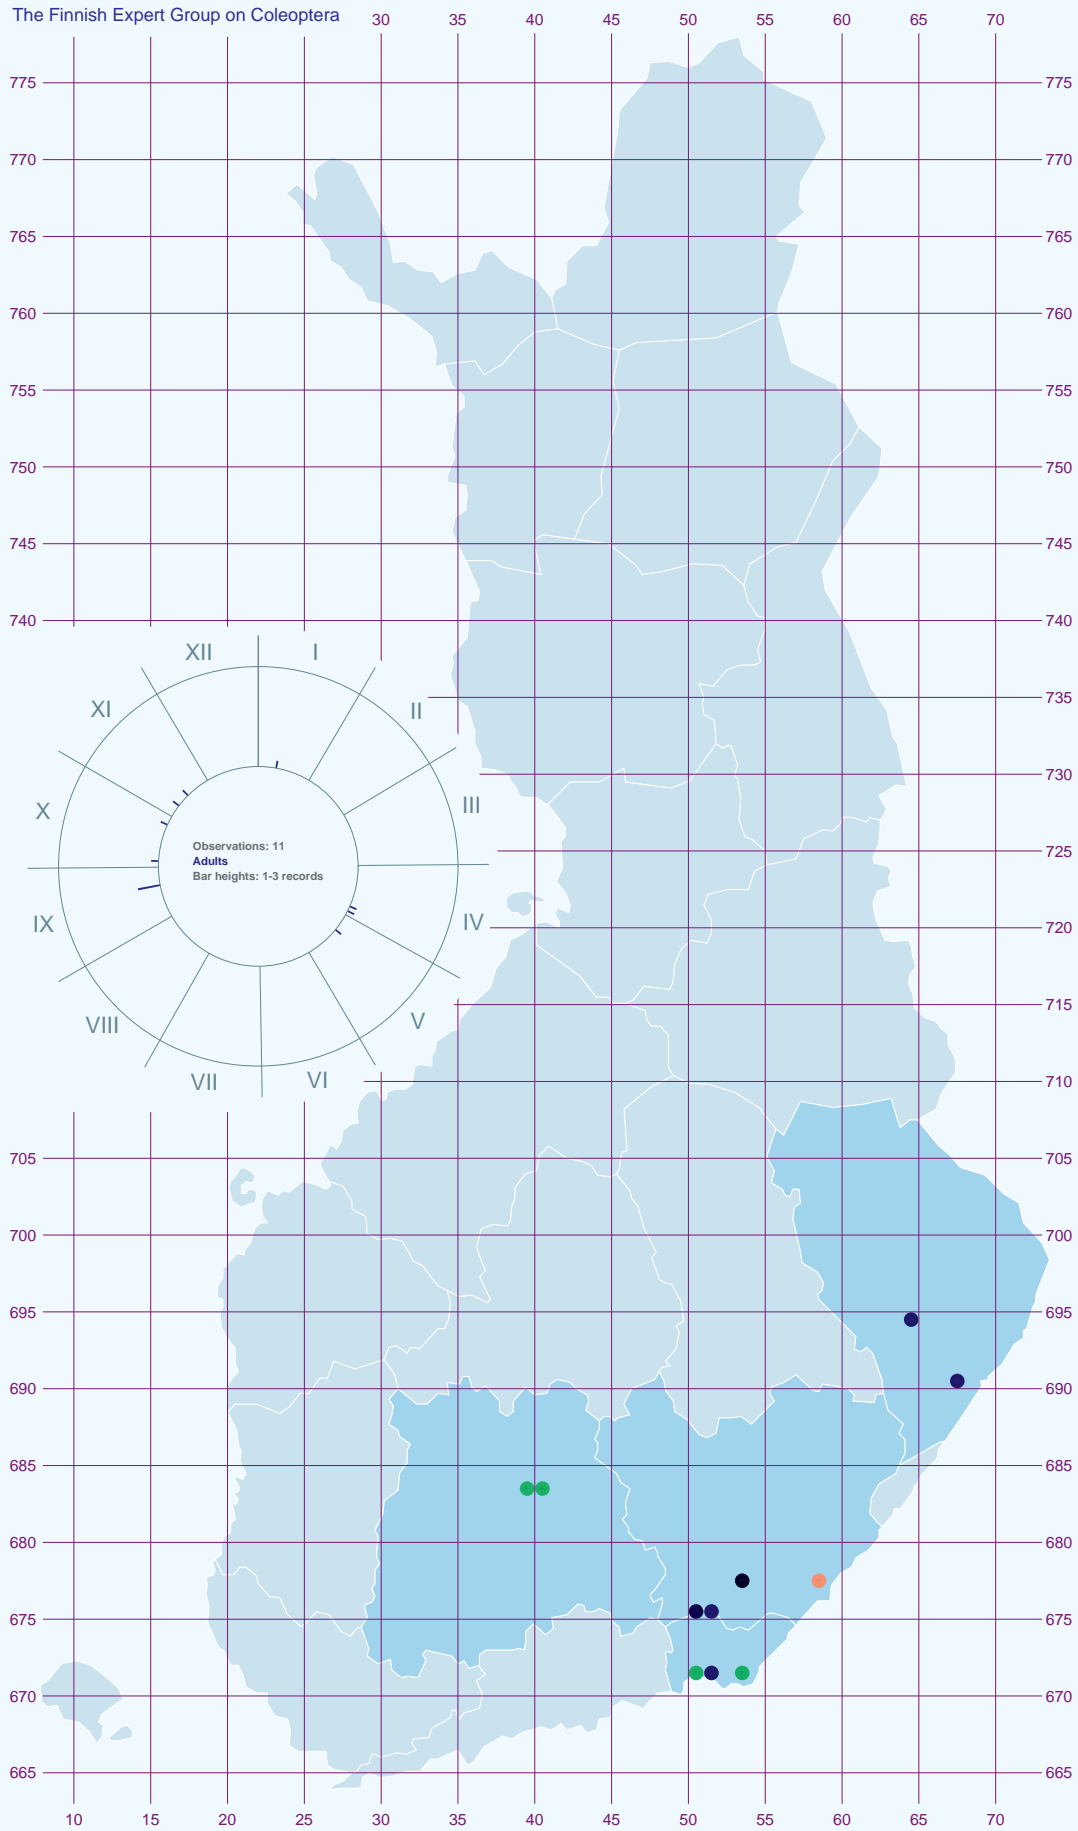 The Finnish Expert Group on Coleoptera
30 40 50 60 70
35 45 55 65
775 775
770 770
765 765
760 760
755 755
750 750
745 745
740 740
XII I
XI II
735
730
X III
725
Observations: 11
Adults
Bar heights: 1-3 records
IX IV
720
715
VIII V
VII VI
710
705 705
700 700
695 695
690 690
685 685
680 680
675 675
670 670
665 665
10 15 20 25 30 35 40 45 50 55 60 65 70